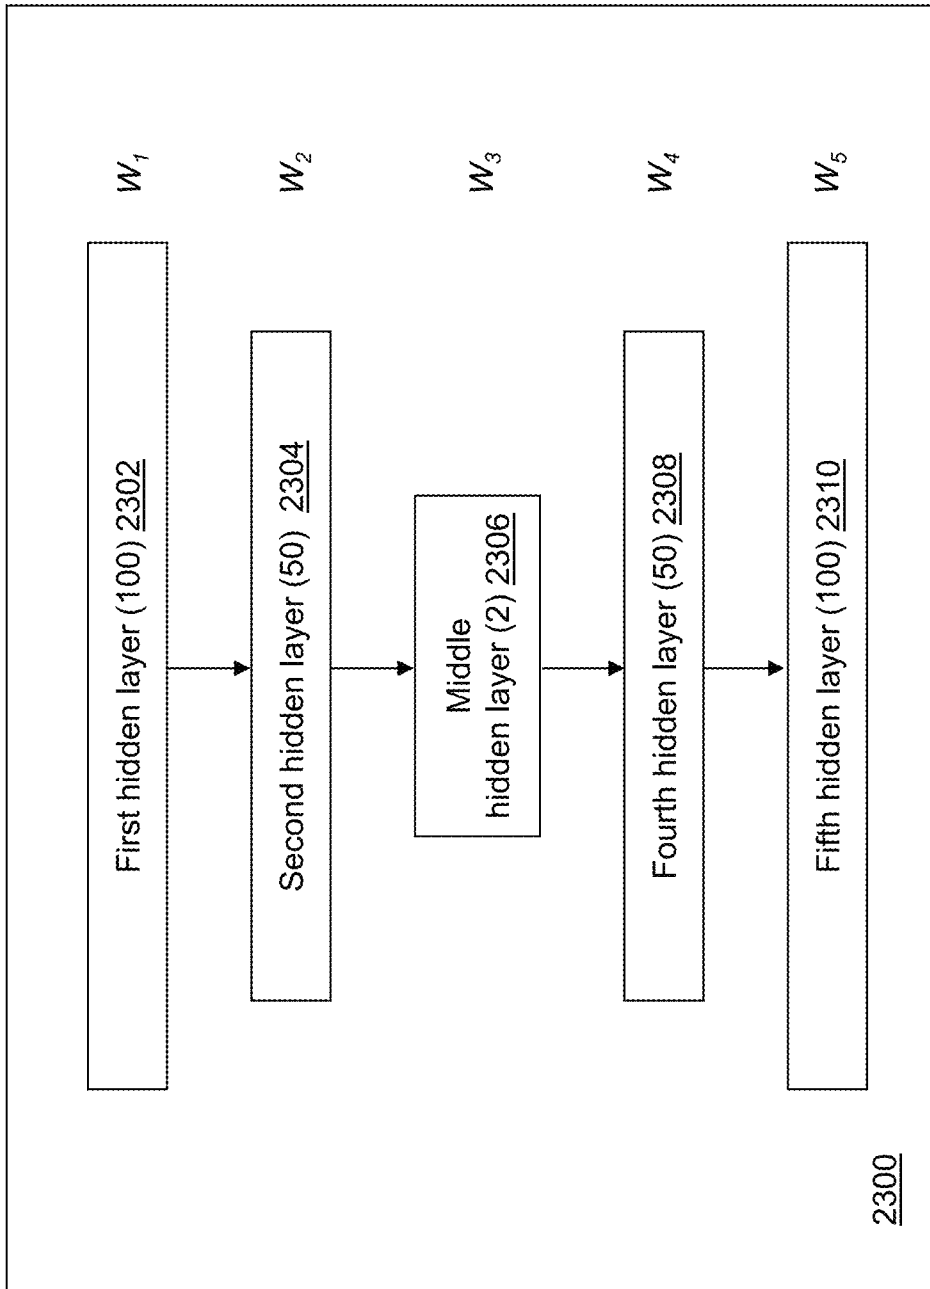 First hidden layer (100) 2302
W1
Second hidden layer (50) 2304
W2
Middle
hidden layer (2) 2306
W3
Fourth hidden layer (50) 2308
W4
Fifth hidden layer (100) 2310
W5
2300